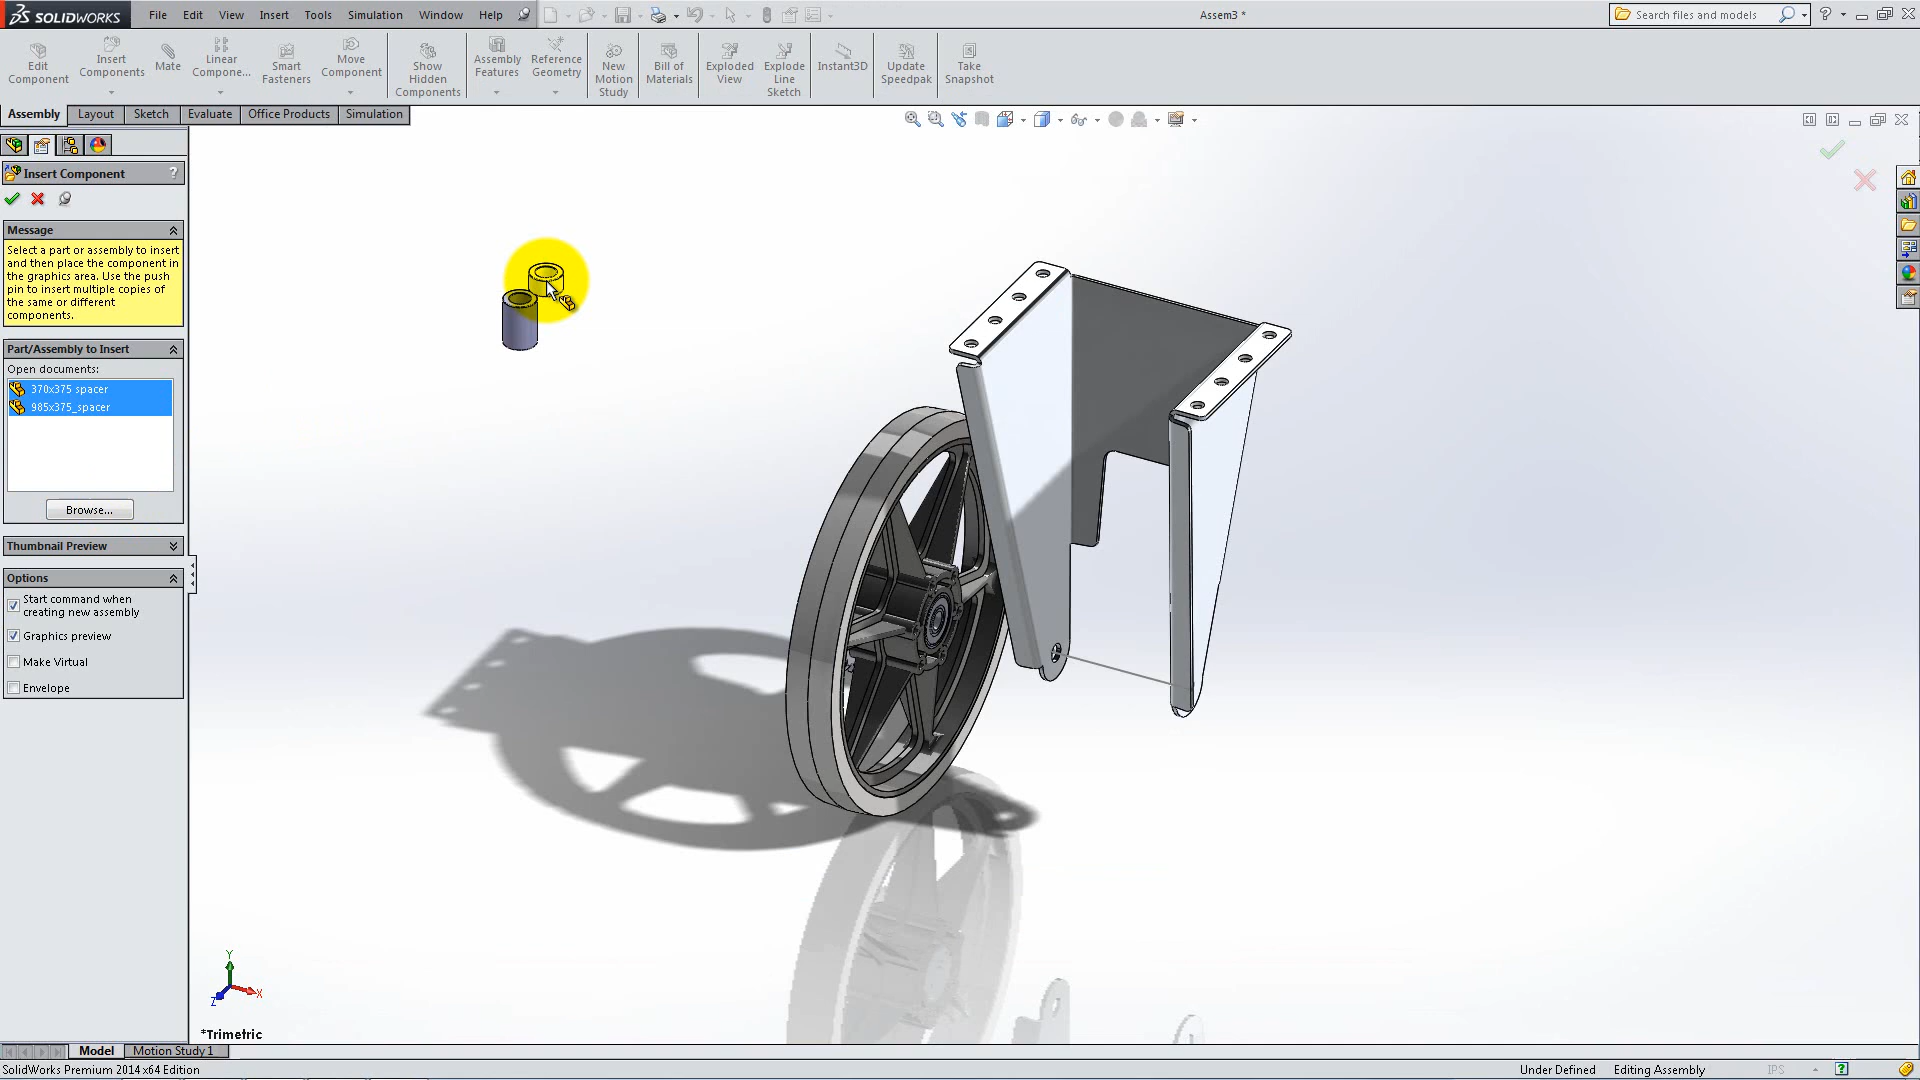 SOLIDWORKS File Edit View Insert Tools Simulation Window Help Assem3 * Search files and models
Edit Component
Insert Components
Mate
Linear Compone...
Smart Fasteners
Move Component
Show Hidden Components
Assembly Features
Reference Geometry
New Motion Study
Bill of Materials
Exploded View
Explode Line Sketch
Instant3D
Update Speedpak
Take Snapshot
Assembly Layout Sketch Evaluate Office Products Simulation
Insert Component ?
Message
Select a part or assembly to insert
and then place the component in
the graphics area. Use the push
pin to insert multiple copies of
the same or different
components.
Part/Assembly to Insert
Open documents:
370x375 spacer
985x375_spacer
Browse...
Thumbnail Preview
Options
Start command when
creating new assembly
Graphics preview
Make Virtual
Envelope
Y
X
Z
*Trimetric
Model Motion Study 1
SolidWorks Premium 2014 x64 Edition Under Defined Editing Assembly IPS ?